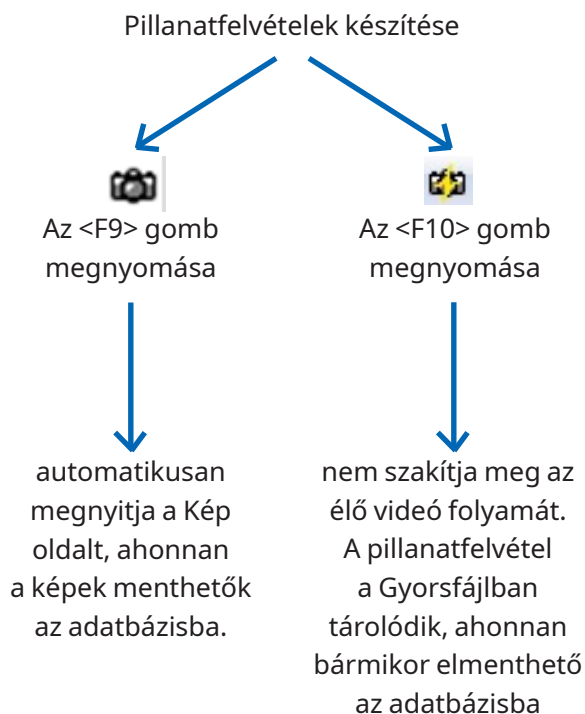 Pillanatfelvételek készítése
Az <F9> gomb
megnyomása
automatikusan
megnyitja a Kép
oldalt, ahonnan
a képek menthetők
az adatbázisba.
Az <F10> gomb
megnyomása
nem szakítja meg az
élő videó folyamát.
A pillanatfelvétel
a Gyorsfájlban
tárolódik, ahonnan
bármikor elmenthető
az adatbázisba